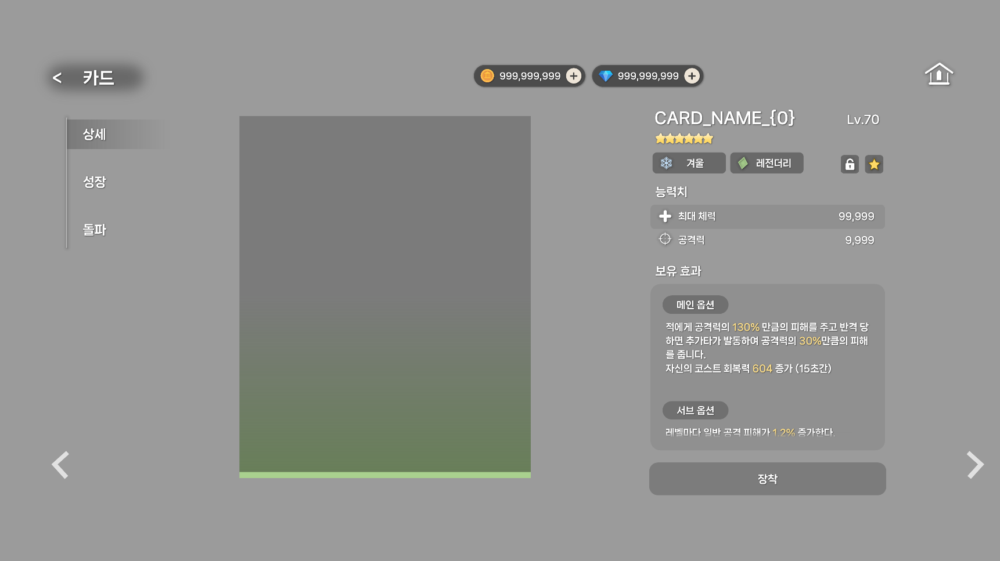 < 카드
999,999,999
999,999,999
상세
성장
돌파
CARD_NAME_{0}
Lv.70
겨울
레전더리
능력치
최대 체력
99,999
공격력
9,999
보유 효과
메인 옵션
적에게 공격력의 130% 만큼의 피해를 주고 반격 당
하면 추가타가 발동하여 공격력의 30%만큼의 피해
를 줍니다.
자신의 코스트 회복력 604 증가 (15초간)
서브 옵션
레벨마다 일반 공격 피해가 1.2% 증가한다.
장착